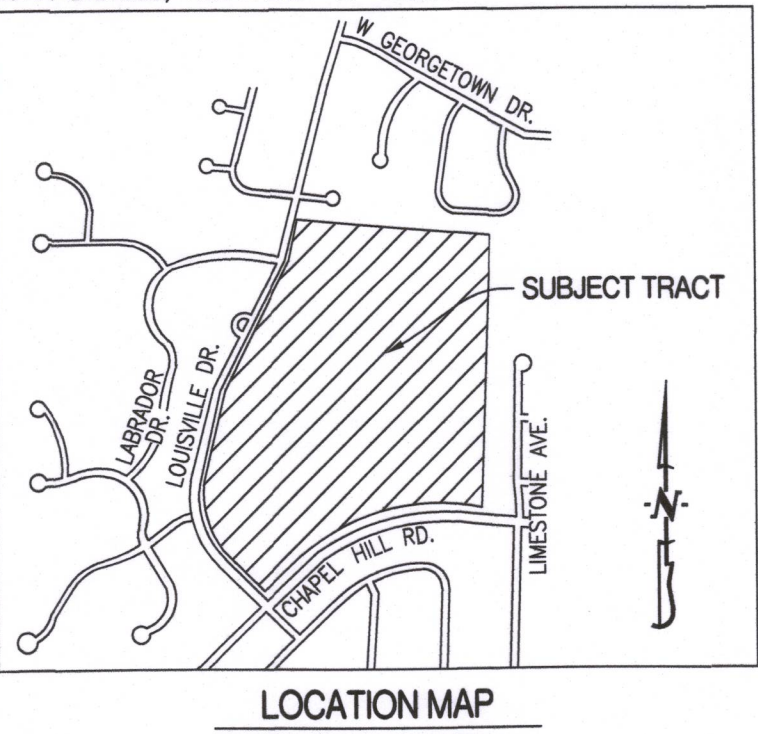 W GEORGETOWN DR.
SUBJECT TRACT
LABRADOR
DR.
LOUISVILLE DR.
LIMESTONE AVE.
-N-
CHAPEL HILL RD.
LOCATION MAP